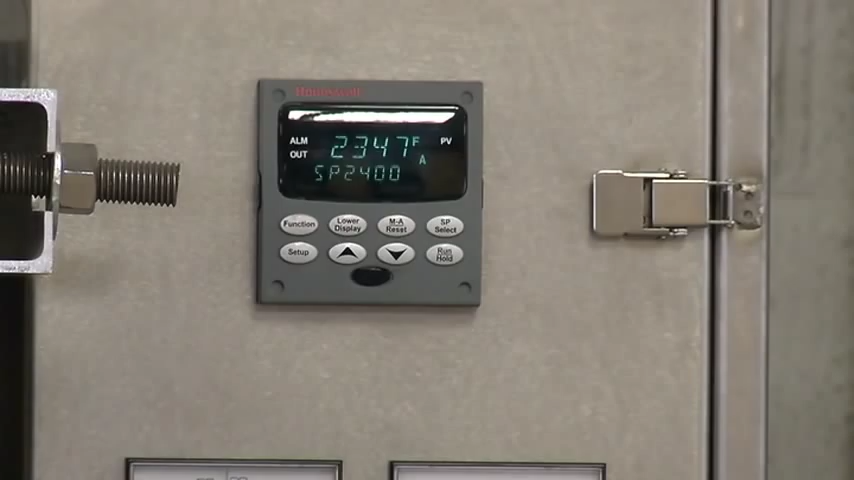 Honeywell
ALM 2347 F PV
OUT A
SP2400
Function Lower Display M-A Reset SP Select
Setup Run Hold